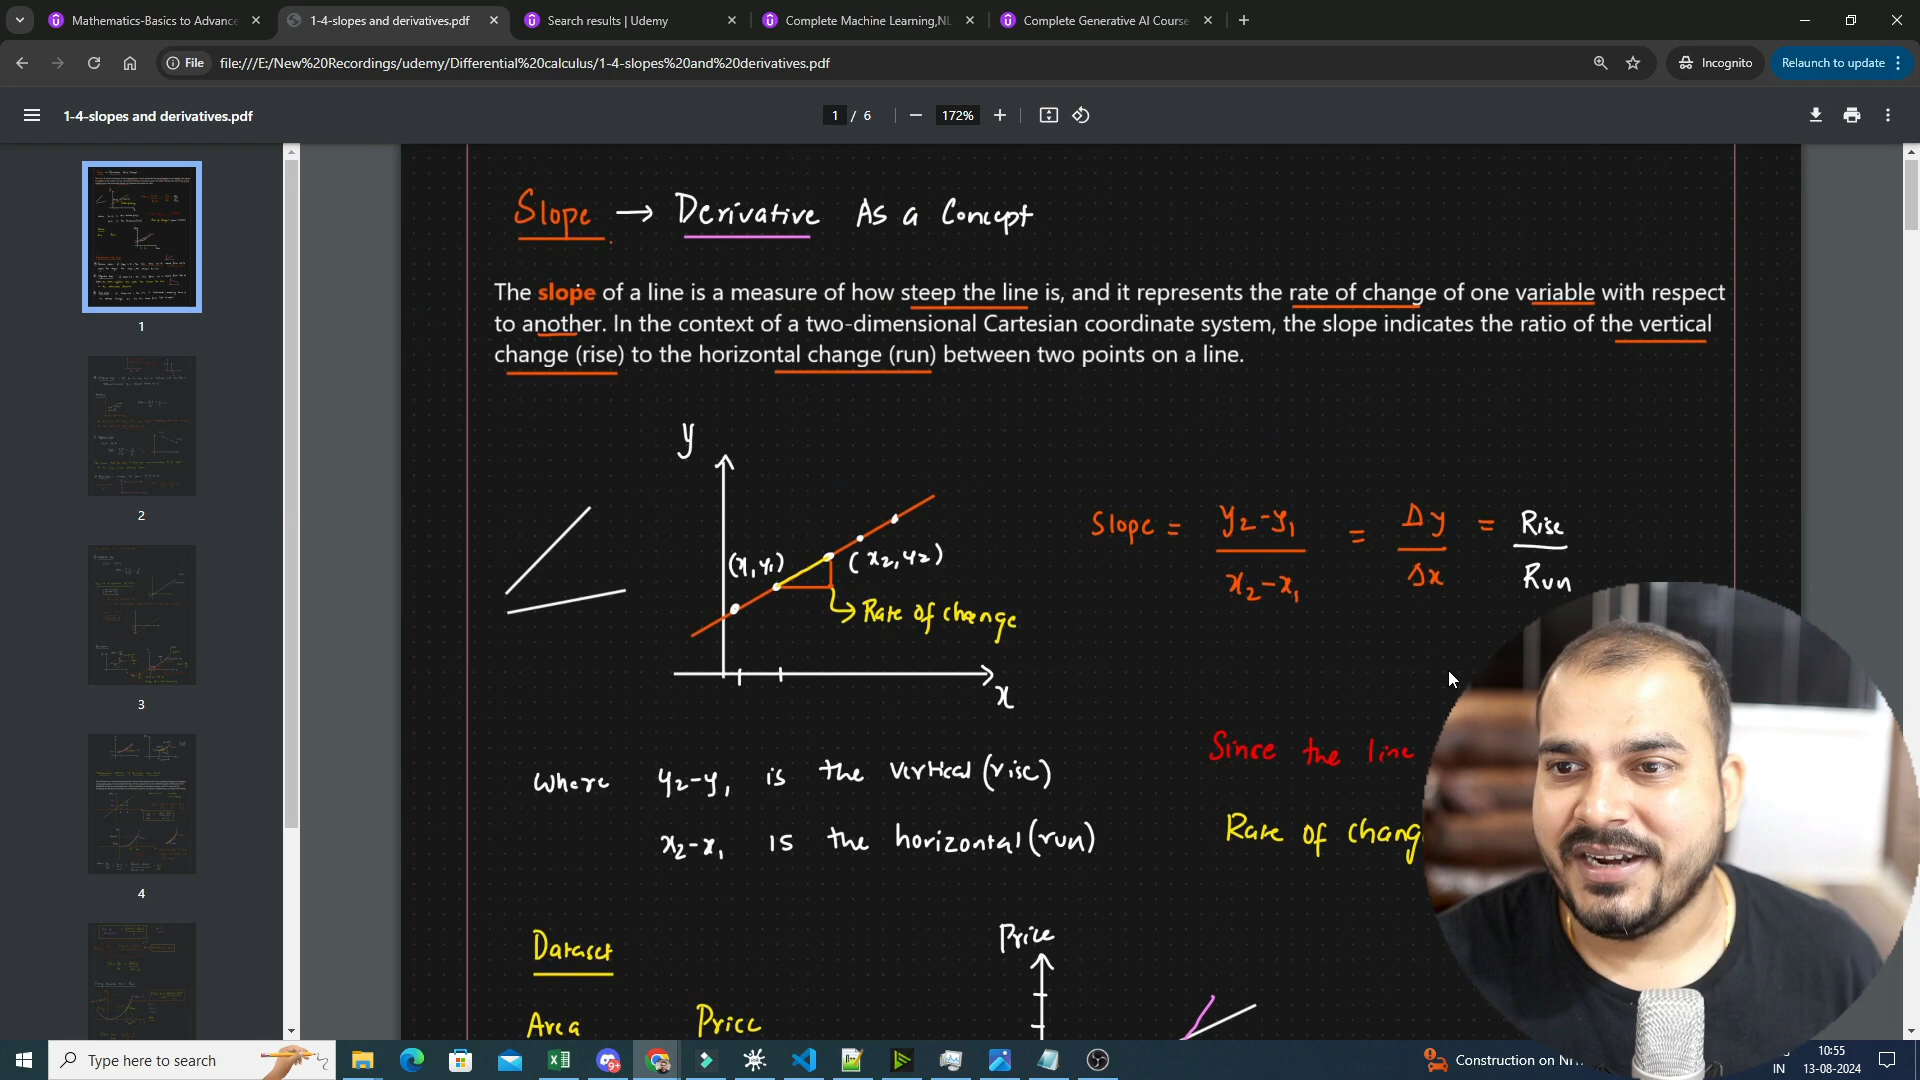 Mathematics-Basics to Advance
1-4-slopes and derivatives.pdf
Search results | Udemy
Complete Machine Learning,NL
Complete Generative AI Course
File
file:///E:/New%20Recordings/udemy/Differential%20calculus/1-4-slopes%20and%20derivatives.pdf
Incognito
Relaunch to update
1-4-slopes and derivatives.pdf
1 / 6
172%
Slope → Derivative As a Concept
The slope of a line is a measure of how steep the line is, and it represents the rate of change of one variable with respect
to another. In the context of a two-dimensional Cartesian coordinate system, the slope indicates the ratio of the vertical
change (rise) to the horizontal change (run) between two points on a line.
y
(x, y₁)
(x₂, y₂)
Rate of change
x
Slope = y₂-y₁ / x₂-x₁ = Δy / Δx = Rise / Run
Where y₂-y₁ is the vertical (rise)
x₂-x₁ is the horizontal (run)
Since the line
Rate of chang
Dataset
Area Price
Price
1
2
3
4
Type here to search
9+
Construction on
10:55
IN 13-08-2024